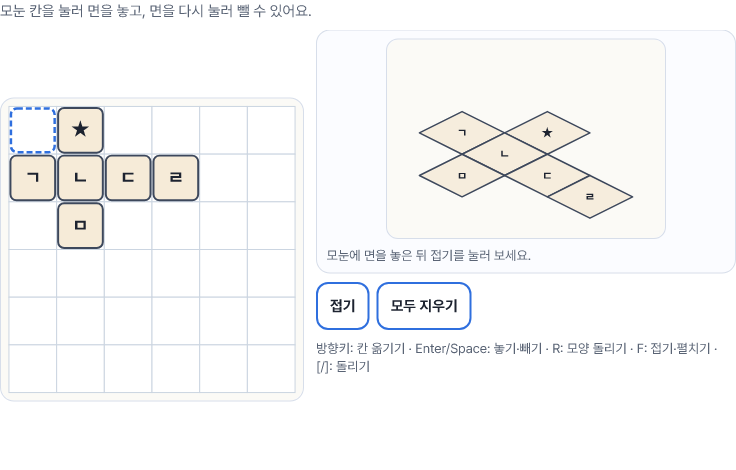 모눈 칸을 눌러 면을 놓고, 면을 다시 눌러 뺄 수 있어요.
★
ㄱ ㄴ ㄷ ㄹ
ㅁ
ㄱ ★
ㄴ
ㅁ ㄷ
ㄹ
모눈에 면을 놓은 뒤 접기를 눌러 보세요.
접기 모두 지우기
방향키: 칸 옮기기 · Enter/Space: 놓기·빼기 · R: 모양 돌리기 · F: 접기·펼치기 ·
[/]: 돌리기